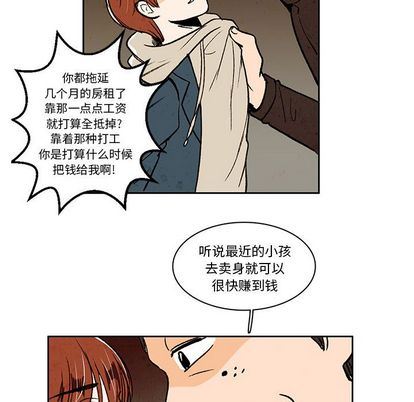 你都拖延
几个月的房租了
靠那一点点工资
就打算全抵掉?
靠着那种打工
你是打算什么时候
把钱给我啊!
听说最近的小孩
去卖身就可以
很快赚到钱